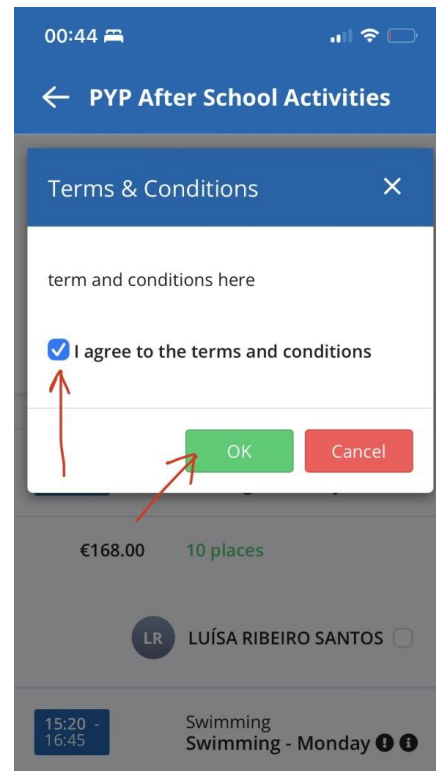 00:44
PYP After School Activities
Terms & Conditions
term and conditions here
I agree to the terms and conditions
OK Cancel
€168.00 10 places
LR LUÍSA RIBEIRO SANTOS
15:20 -
16:45
Swimming
Swimming - Monday